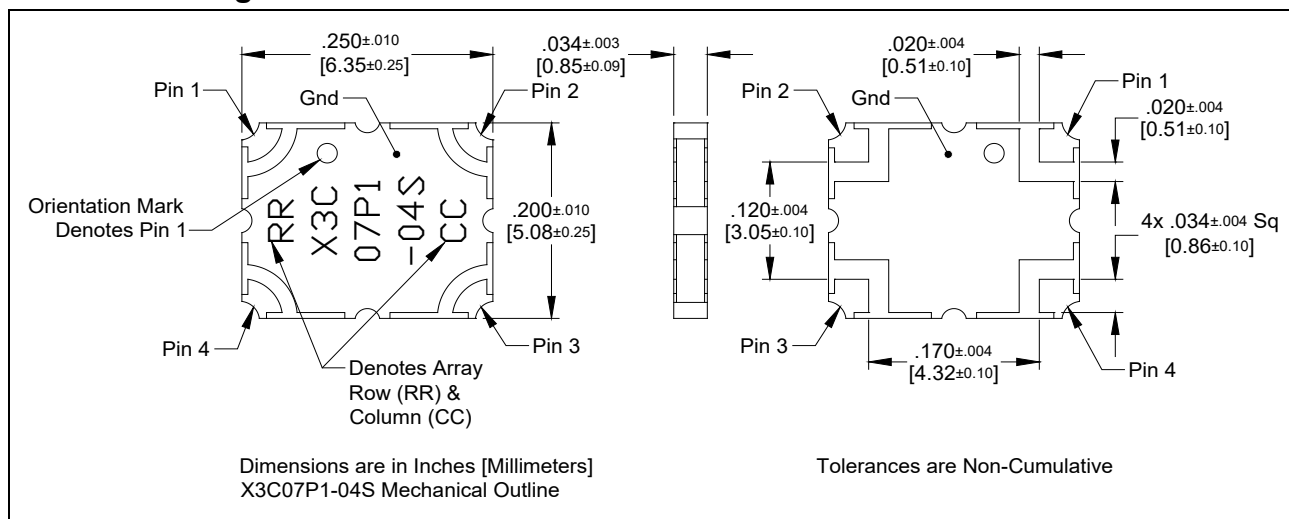 g
.250±.010
[6.35±0.25]
.034±.003
[0.85±0.09]
.020±.004
[0.51±0.10]
Pin 1
Gnd
Pin 2
Pin 2
Gnd
Pin 1
.020±.004
[0.51±0.10]
Orientation Mark
Denotes Pin 1
RR
X3C
07P1
-04S
CC
.200±.010
[5.08±0.25]
.120±.004
[3.05±0.10]
4x .034±.004 Sq
[0.86±0.10]
Pin 4
Pin 3
Denotes Array
Row (RR) &
Column (CC)
Pin 3
.170±.004
[4.32±0.10]
Pin 4
Dimensions are in Inches [Millimeters]
X3C07P1-04S Mechanical Outline
Tolerances are Non-Cumulative